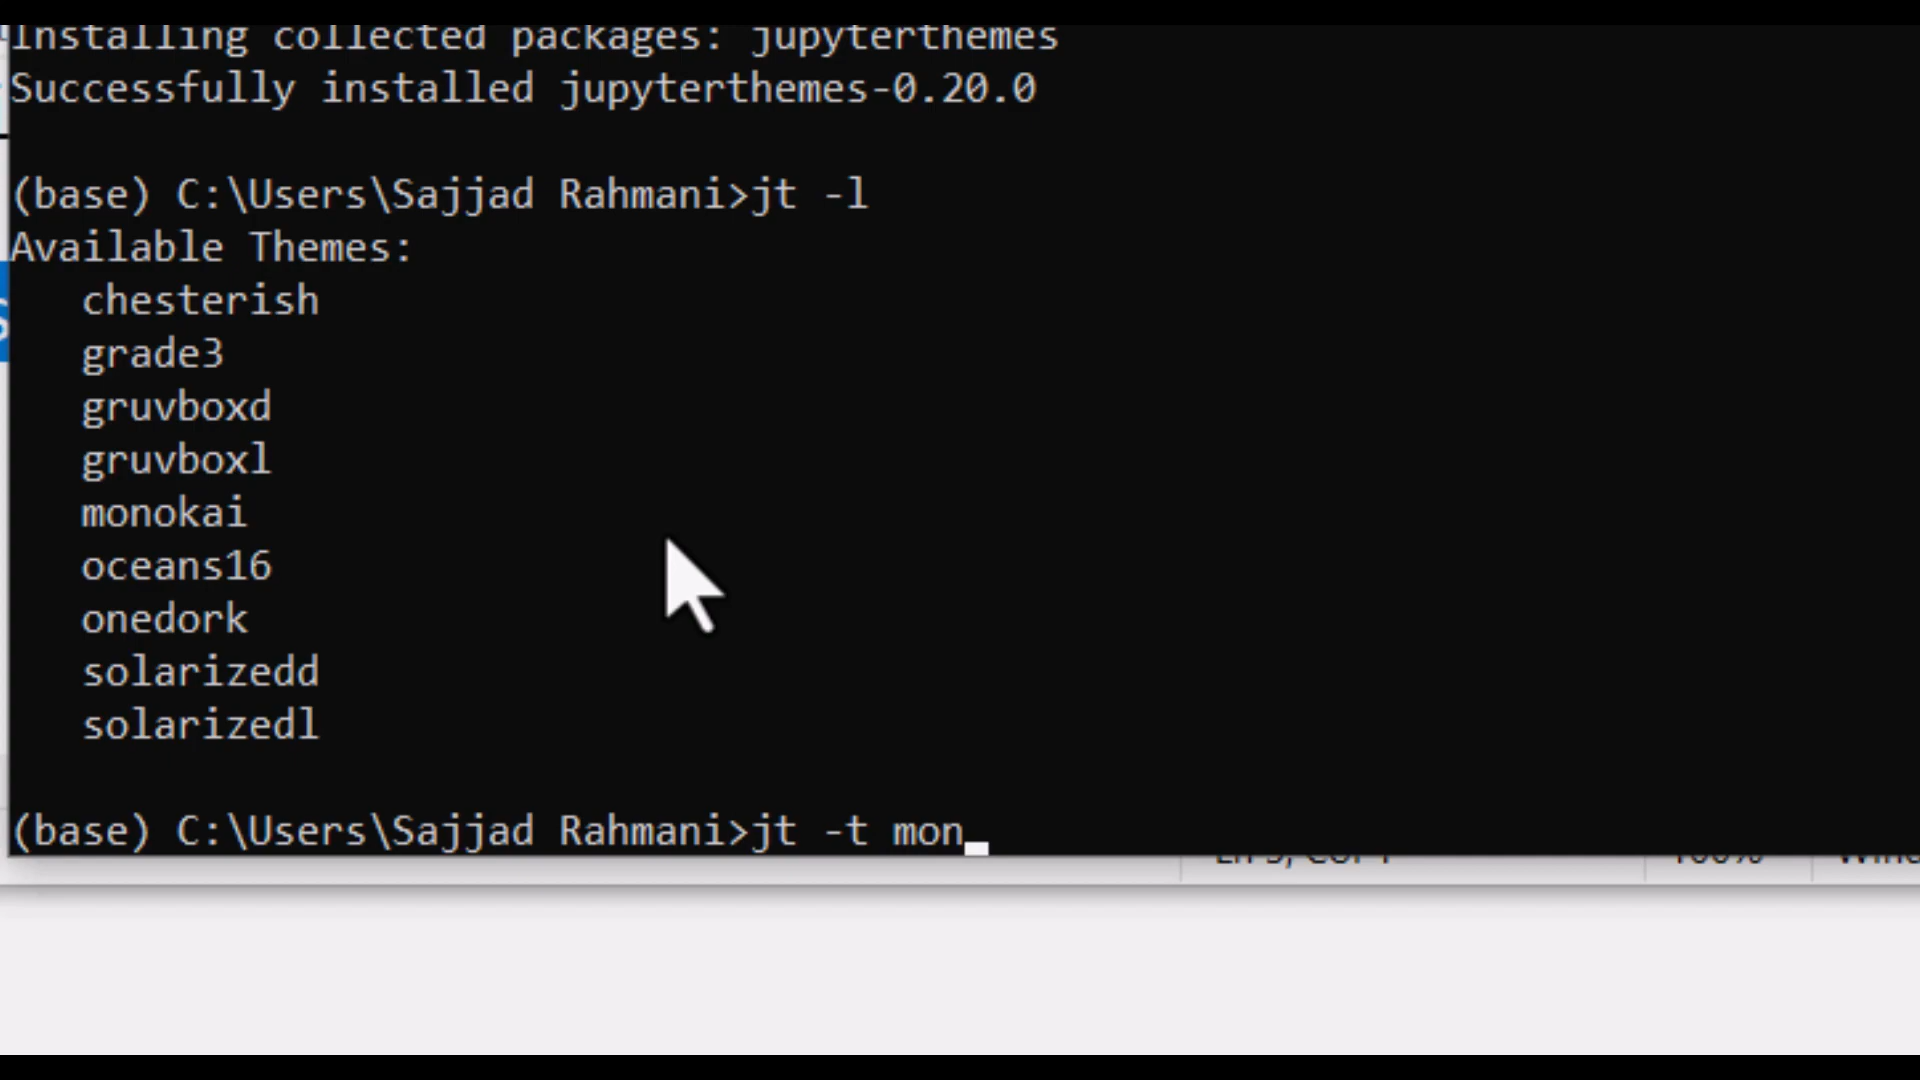 Installing collected packages: jupyterthemes
Successfully installed jupyterthemes-0.20.0
(base) C:\Users\Sajjad Rahmani>jt -l
Available Themes:
chesterish
grade3
gruvboxd
gruvboxl
monokai
oceans16
onedork
solarizedd
solarizedl
(base) C:\Users\Sajjad Rahmani>jt -t mon
100%